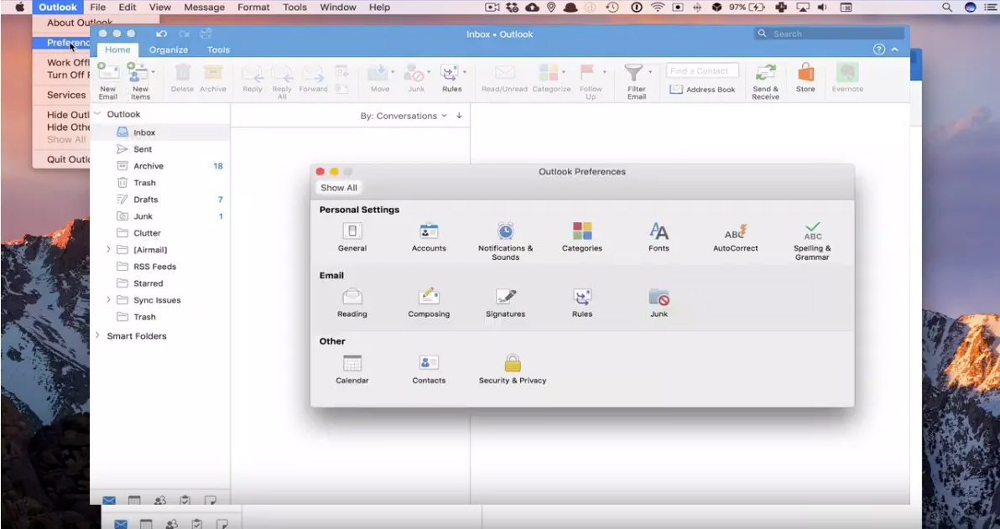 Outlook File Edit View Message Format Tools Window Help 97%
About Outlook
Work Offl
Turn Off
Services
Hide Outl
Hide Othe
Show All
Quit Outlo
Inbox • Outlook
Search
Home Organize Tools
New Email
New Items
Delete
Archive
Reply
Reply All
Forward
Move
Junk
Rules
Read/Unread
Categorize
Follow Up
Filter Email
Find a Contact
Address Book
Send & Receive
Store
Evernote
Outlook
By: Conversations
Inbox
Sent
Archive 18
Trash
Drafts 7
Junk 1
Clutter
[Airmail]
RSS Feeds
Starred
Sync Issues
Trash
Smart Folders
Outlook Preferences
Show All
Personal Settings
General
Accounts
Notifications & Sounds
Categories
Fonts
AutoCorrect
Spelling & Grammar
Email
Reading
Composing
Signatures
Rules
Junk
Other
Calendar
Contacts
Security & Privacy